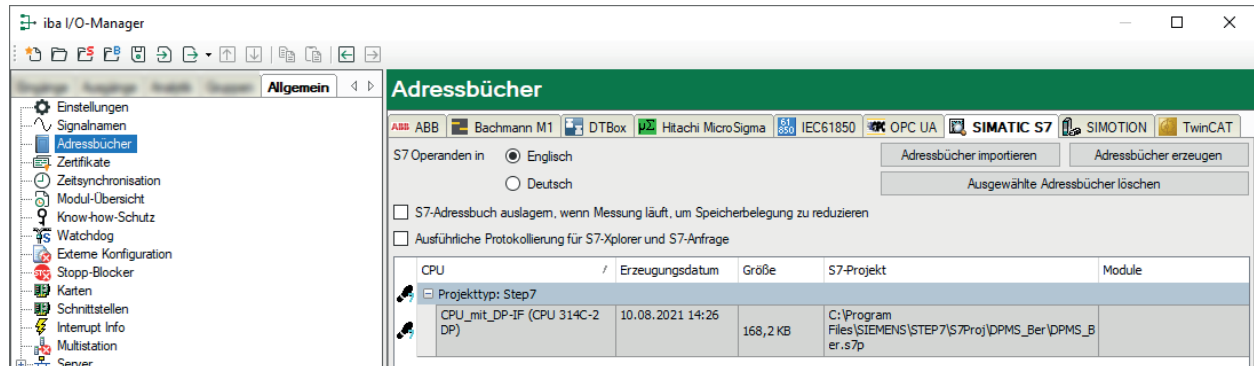 iba I/O-Manager
Allgemein
Einstellungen
Signalnamen
Adressbücher
Zertifikate
Zeitsynchronisation
Modul-Übersicht
Know-how-Schutz
Watchdog
Externe Konfiguration
Stopp-Blocker
Karten
Schnittstellen
Interrupt Info
Multistation
Server
Adressbücher
ABB ABB Bachmann M1 DTBox µΣ Hitachi MicroSigma 61 850 IEC61850 OPC UA SIMATIC S7 SIMOTION TwinCAT
S7 Operanden in Englisch Adressbücher importieren Adressbücher erzeugen
Deutsch Ausgewählte Adressbücher löschen
S7-Adressbuch auslagern, wenn Messung läuft, um Speicherbelegung zu reduzieren
Ausführliche Protokollierung für S7-Xplorer und S7-Anfrage
CPU Erzeugungsdatum Größe S7-Projekt Module
Projekttyp: Step7
CPU_mit_DP-IF (CPU 314C-2 DP) 10.08.2021 14:26 168,2 KB C:\Program
Files\SIEMENS\STEP7\S7Proj\DPMS_Ber\DPMS_B
er.s7p